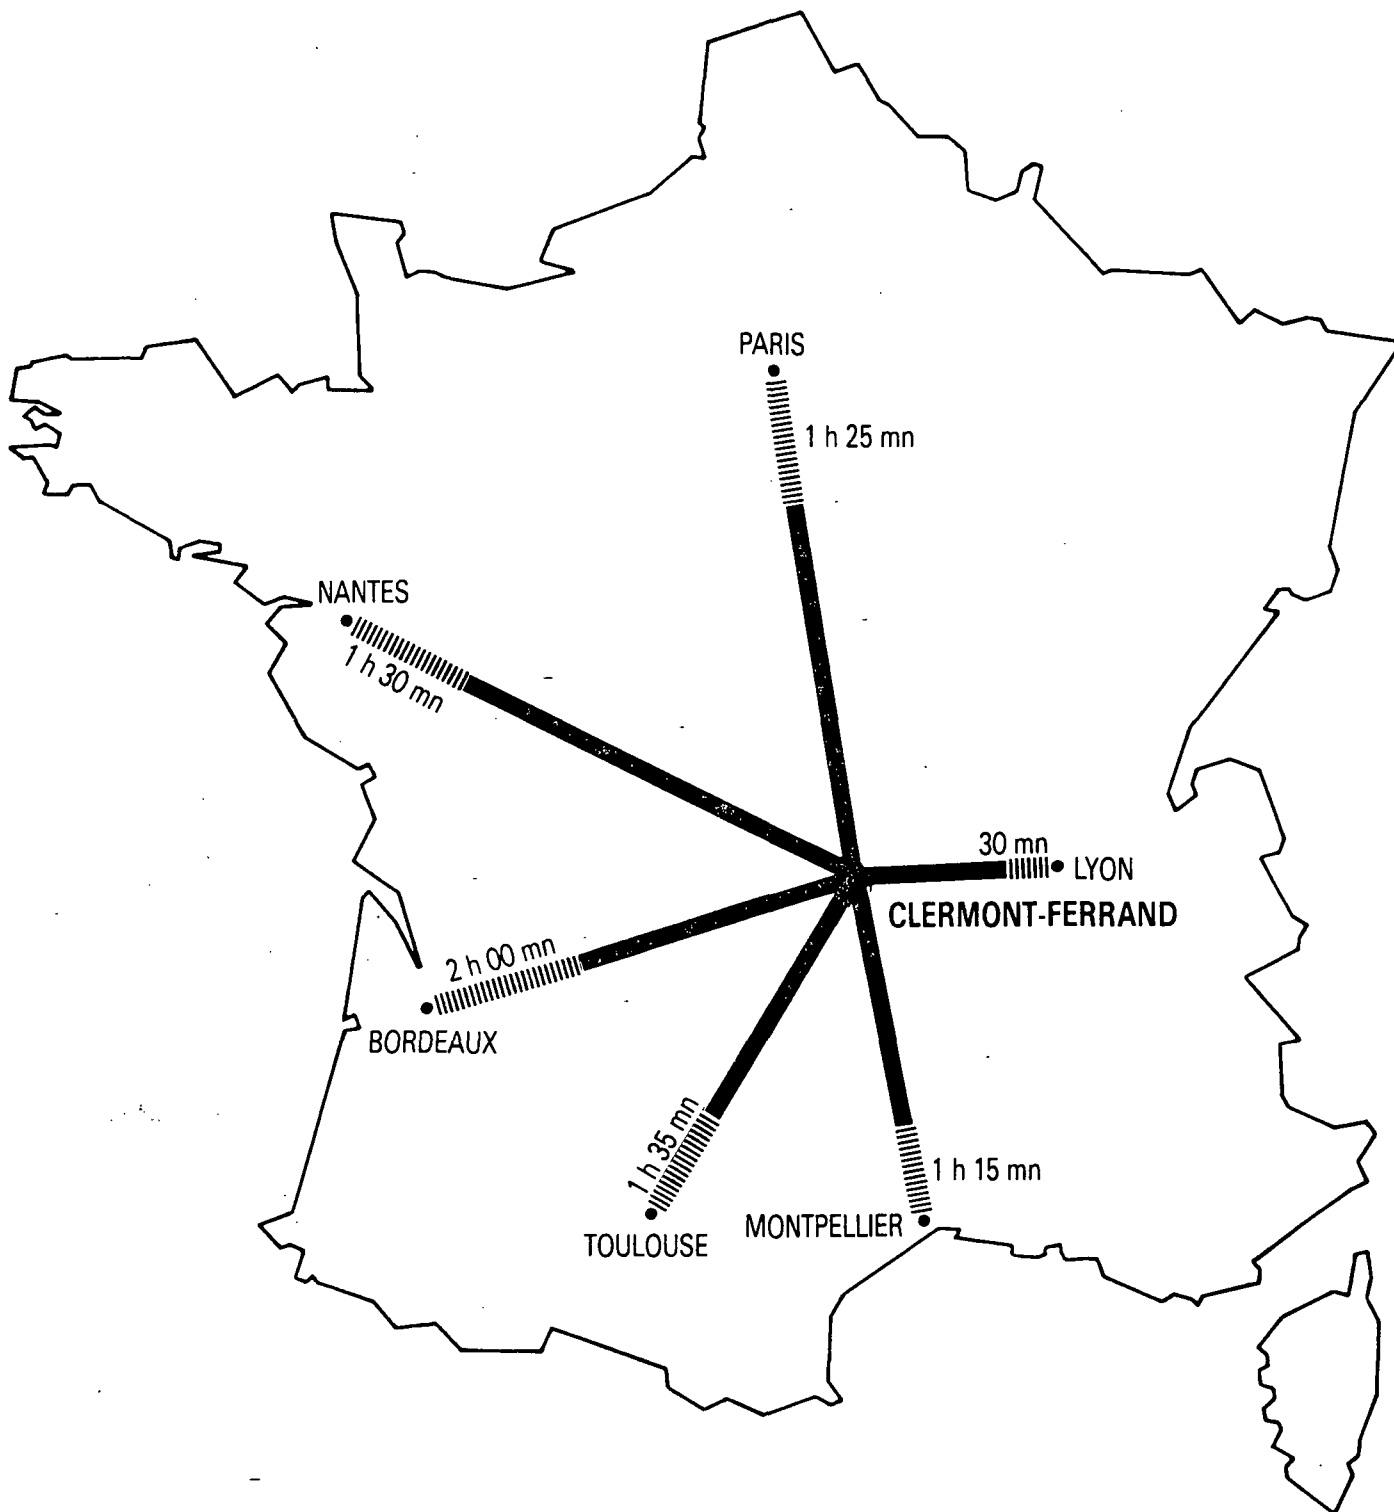 PARIS
1 h 25 mn
NANTES
1 h 30 mn
30 mn
LYON
CLERMONT-FERRAND
2 h 00 mn
BORDEAUX
1 h 35 mn
1 h 15 mn
MONTPELLIER
TOULOUSE